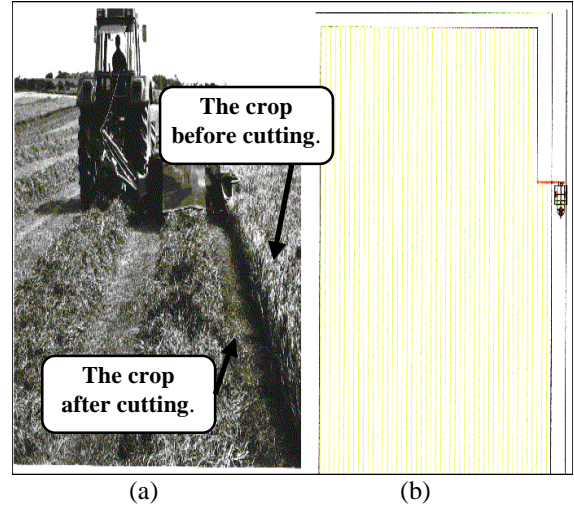 The crop
before cutting.
The crop
after cutting.
(a)
(b)